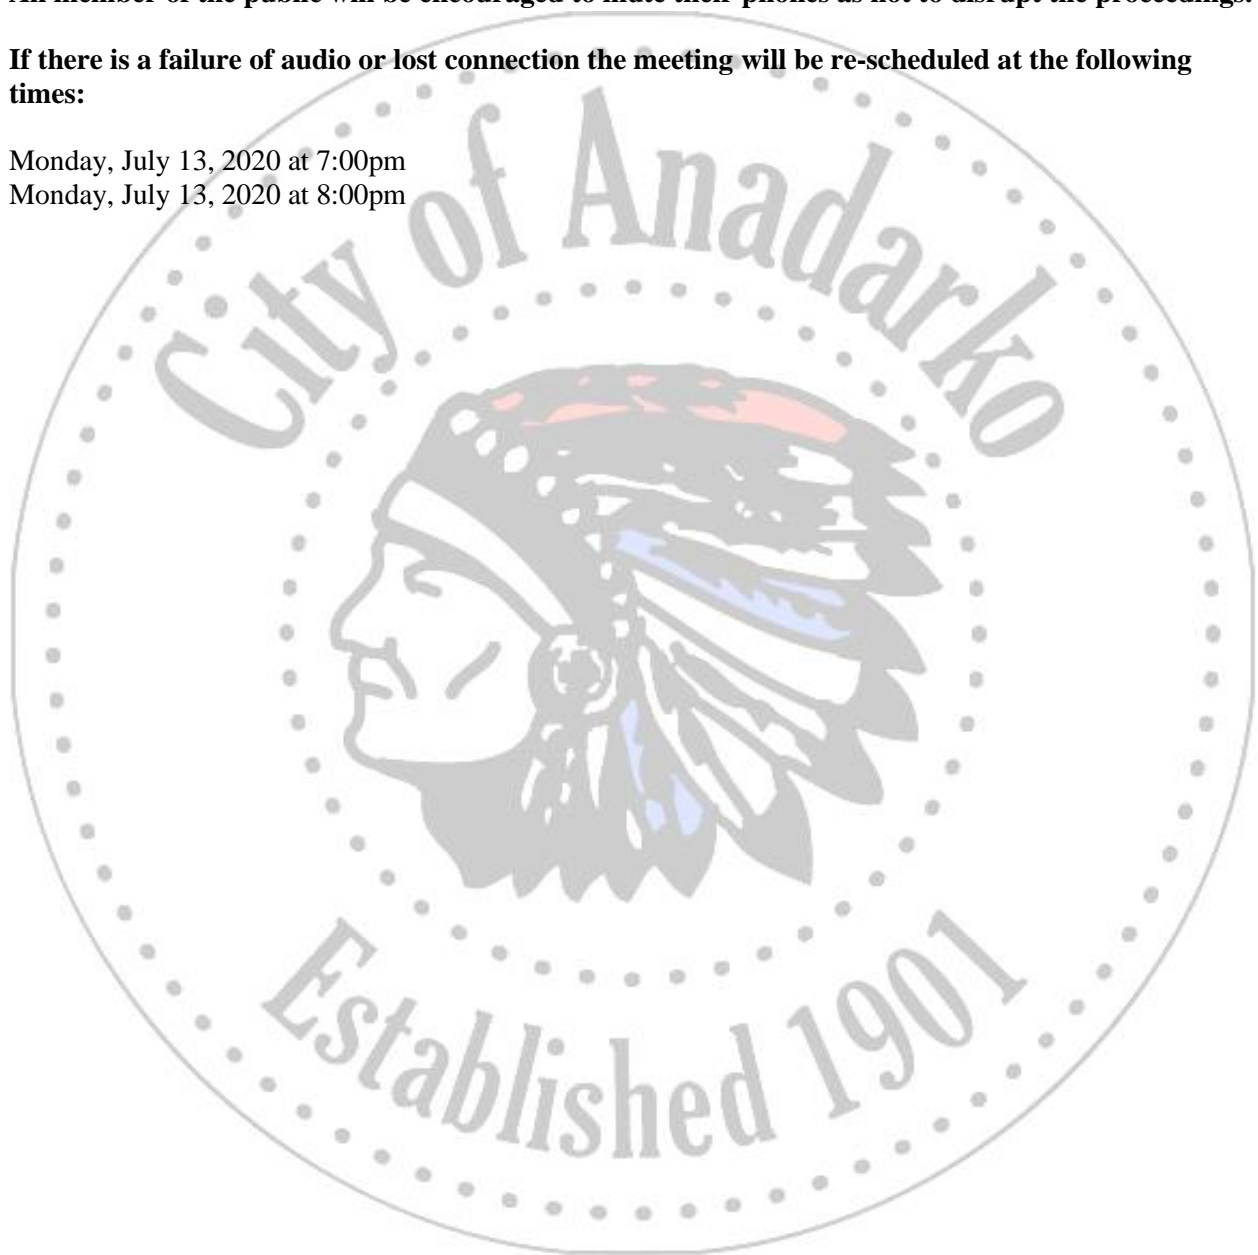 All member of the public will be encouraged to mute their phones as not to disrupt the proceedings.
If there is a failure of audio or lost connection the meeting will be re-scheduled at the following
times:
Monday, July 13, 2020 at 7:00pm
Monday, July 13, 2020 at 8:00pm
City of Anadarko
Established 1901